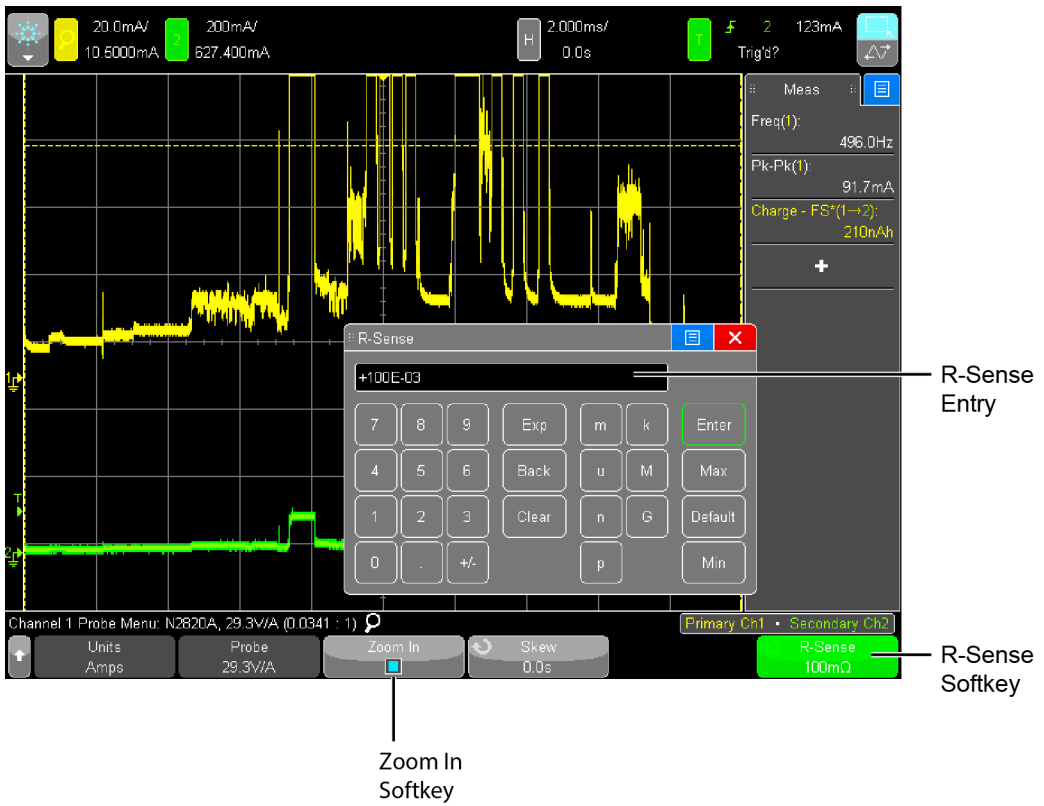 20.0mA/ 200mA/ 2.000ms/ 2 123mA
2 H T
10.5000mA 627.400mA 0.0s Trig'd?
Meas
Freq(1):
496.0Hz
Pk-Pk(1):
91.7mA
Charge - FS*(1→2):
210nAh
+
R-Sense
+100E-03
R-Sense
Entry
7 8 9 Exp m k Enter
4 5 6 Back u M Max
1 2 3 Clear n G Default
0 . +/- p Min
1
T
2
Channel 1 Probe Menu: N2820A, 29.3V/A (0.0341 : 1)
Primary Ch1 • Secondary Ch2
Units Probe Zoom In Skew R-Sense
Amps 29.3V/A 0.0s 100mΩ
R-Sense
Softkey
Zoom In
Softkey